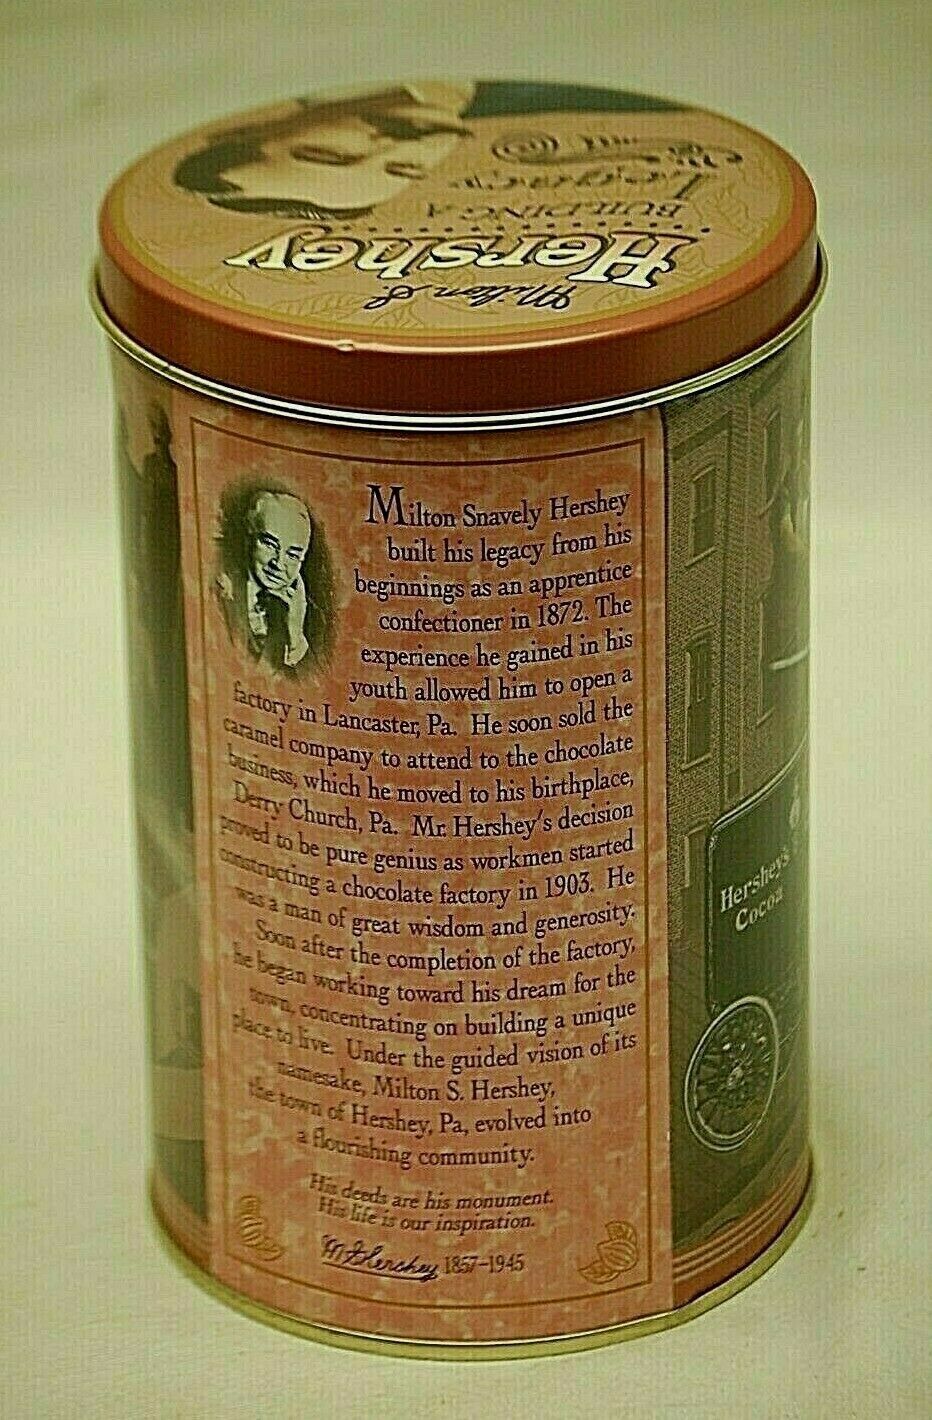 Milton S.
Hershey
BUILDING A
Legacy
Milton Snavely Hershey
built his legacy from his
beginnings as an apprentice
confectioner in 1872. The
experience he gained in his
youth allowed him to open a
factory in Lancaster, Pa. He soon sold the
caramel company to attend to the chocolate
business, which he moved to his birthplace,
Derry Church, Pa. Mr. Hershey's decision
proved to be pure genius as workmen started
constructing a chocolate factory in 1903. He
was a man of great wisdom and generosity.
Soon after the completion of the factory,
he began working toward his dream for the
town, concentrating on building a unique
place to live. Under the guided vision of its
namesake, Milton S. Hershey,
the town of Hershey, Pa, evolved into
a flourishing community.
His deeds are his monument.
His life is our inspiration.
M S Hershey 1857-1945
Hershey's
Cocoa